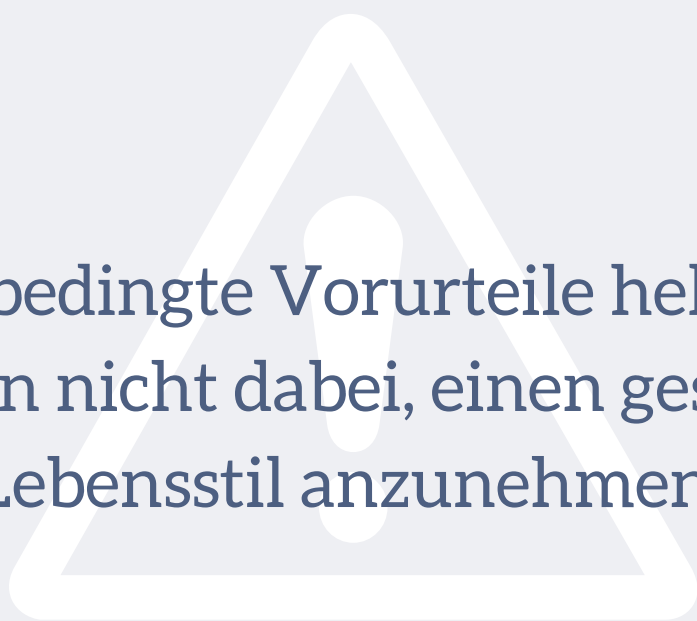 bedingte Vorurteile hel
n nicht dabei, einen ges
Lebensstil anzunehmen